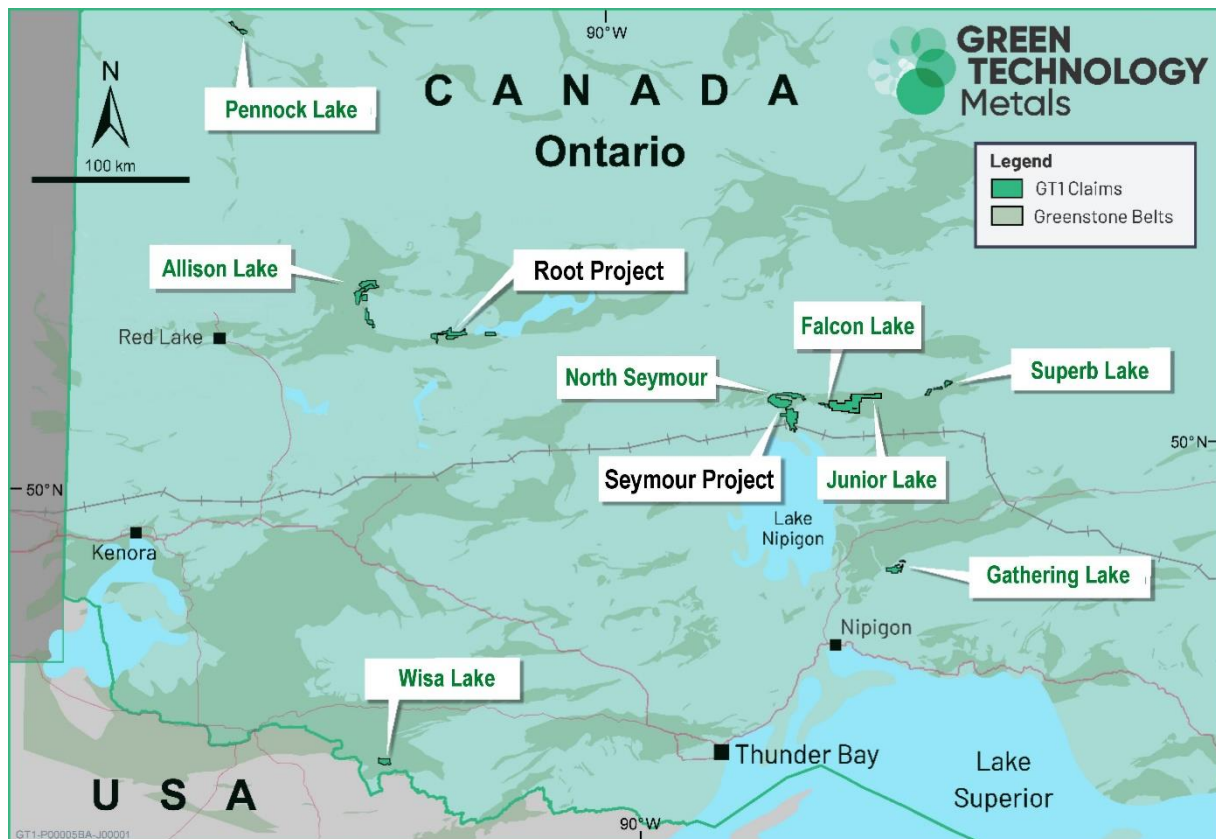 90°W
GREEN
TECHNOLOGY
Metals
N
100 km
Pennock Lake
CANADA
Ontario
Legend
GT1 Claims
Greenstone Belts
Allison Lake
Root Project
Red Lake
Falcon Lake
North Seymour
Superb Lake
Seymour Project
Junior Lake
50°N
50°N
Lake
Nipigon
Kenora
Gathering Lake
Nipigon
Wisa Lake
Thunder Bay
Lake
Superior
USA
90°W
GT1-P00005BA-J00001